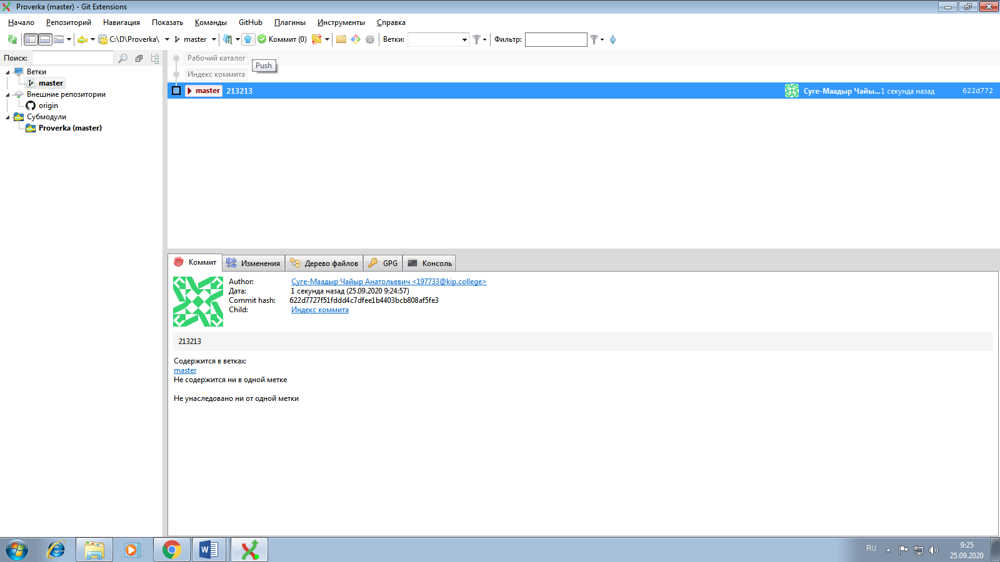 Proverka (master) - Git Extensions
Начало Репозиторий Навигация Показать Команды GitHub Плагины Инструменты Справка
C:\D\Proverka\ master Коммит (0) Ветки: Фильтр:
Поиск:
Ветки
master
Внешние репозитории
origin
Субмодули
Proverka (master)
Рабочий каталог
Push
Индекс коммита
master 213213 Суге-Маадыр Чайы... 1 секунда назад 622d772
Коммит Изменения Дерево файлов GPG Консоль
Author: Суге-Маадыр Чайыр Анатольевич <197733@kip.college>
Дата: 1 секунда назад (25.09.2020 9:24:57)
Commit hash: 622d7727f51fddd4c7dfee1b4403bcb808af5fe3
Child: Индекс коммита
213213
Содержится в ветках:
master
Не содержится ни в одной метке
Не унаследовано ни от одной метки
RU 9:25
25.09.2020